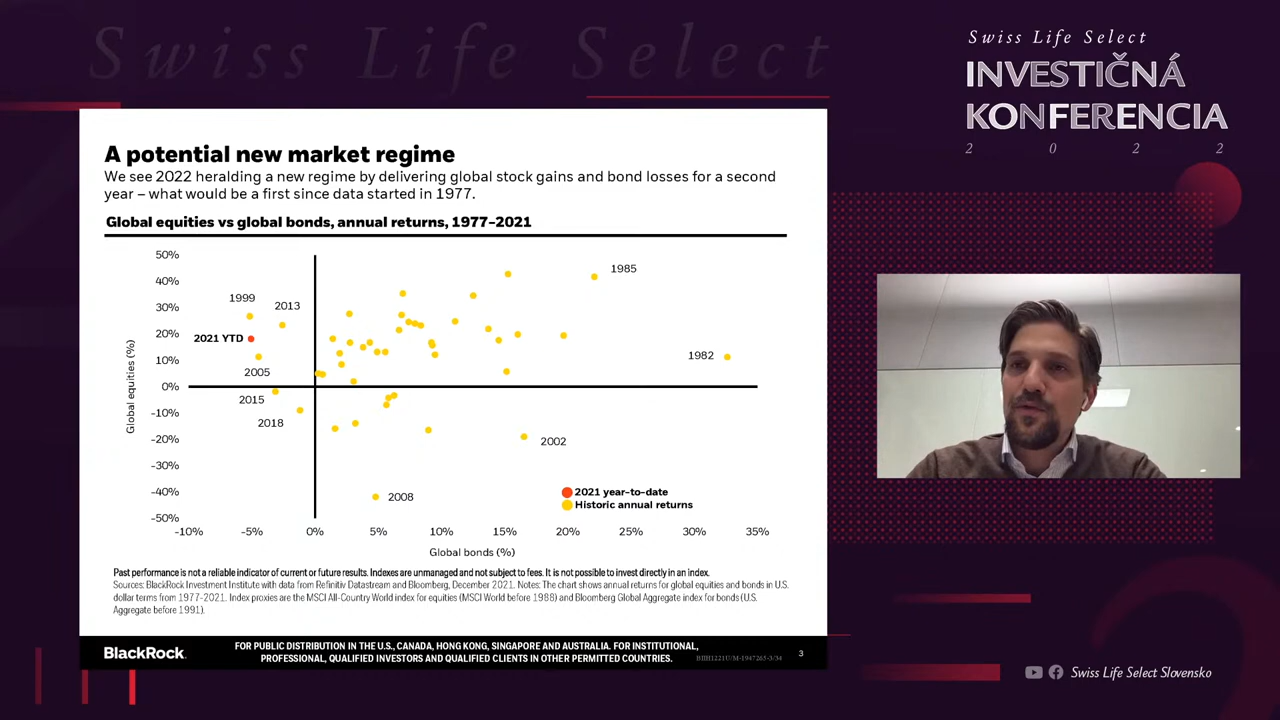 Swiss Life Select
Swiss Life Select
INVESTIČNÁ
KONFERENCIA
2 0 2 2
A potential new market regime
We see 2022 heralding a new regime by delivering global stock gains and bond losses for a second
year – what would be a first since data started in 1977.
Global equities vs global bonds, annual returns, 1977–2021
Global equities (%)
50%
40%
30%
20%
10%
0%
-10%
-20%
-30%
-40%
-50%
1999
2013
2021 YTD
2005
2015
2018
1985
1982
2002
2008
2021 year-to-date
Historic annual returns
-10% -5% 0% 5% 10% 15% 20% 25% 30% 35%
Global bonds (%)
Past performance is not a reliable indicator of current or future results. Indexes are unmanaged and not subject to fees. It is not possible to invest directly in an index.
Sources: BlackRock Investment Institute with data from Refinitiv Datastream and Bloomberg, December 2021. Notes: The chart shows annual returns for global equities and bonds in U.S.
dollar terms from 1977-2021. Index proxies are the MSCI All-Country World index for equities (MSCI World before 1988) and Bloomberg Global Aggregate index for bonds (U.S.
Aggregate before 1991).
BlackRock.
FOR PUBLIC DISTRIBUTION IN THE U.S., CANADA, HONG KONG, SINGAPORE AND AUSTRALIA. FOR INSTITUTIONAL,
PROFESSIONAL, QUALIFIED INVESTORS AND QUALIFIED CLIENTS IN OTHER PERMITTED COUNTRIES.
BIIH1221U/M-1947265-3/34
3
Swiss Life Select Slovensko